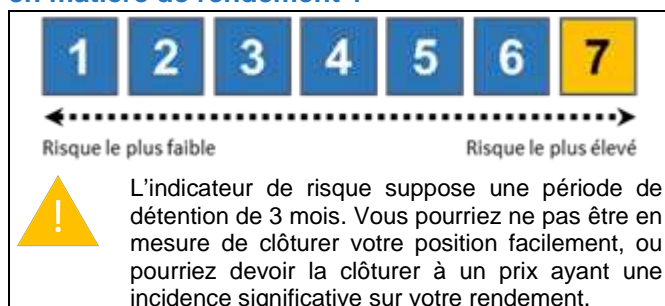 en matière de rendement ?
1 2 3 4 5 6 7
Risque le plus faible Risque le plus élevé
!
L'indicateur de risque suppose une période de
détention de 3 mois. Vous pourriez ne pas être en
mesure de clôturer votre position facilement, ou
pourriez devoir la clôturer à un prix ayant une
incidence significative sur votre rendement.